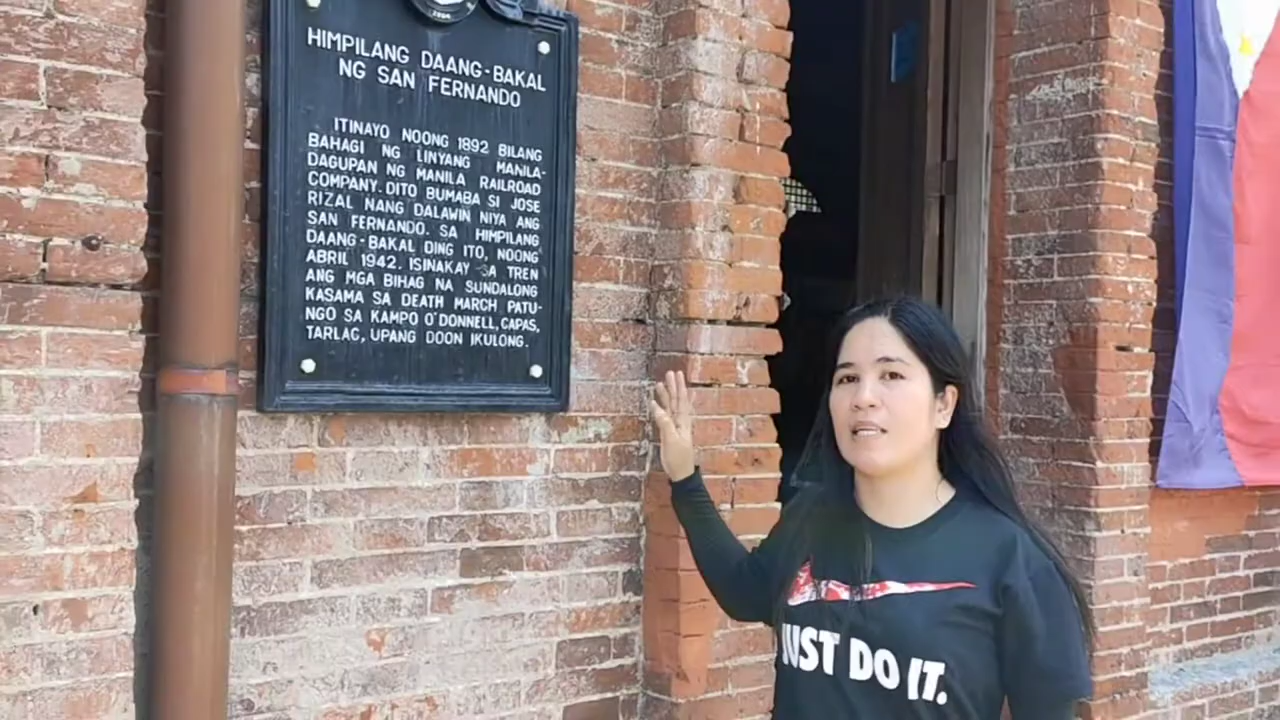 HIMPILANG DAANG-BAKAL
NG SAN FERNANDO
ITINAYO NOONG 1892 BILANG
BAHAGI NG LINYANG MANILA-
DAGUPAN NG MANILA RAILROAD
COMPANY. DITO BUMABA SI JOSE
RIZAL NANG DALAWIN NIYA ANG
SAN FERNANDO. SA HIMPILANG
DAANG-BAKAL DING ITO, NOONG
ABRIL 1942. ISINAKAY SA TREN
ANG MGA BIHAG NA SUNDALONG
KASAMA SA DEATH MARCH PATU-
NGO SA KAMPO O'DONNELL, CAPAS,
TARLAC, UPANG DOON IKULONG.
JUST DO IT.